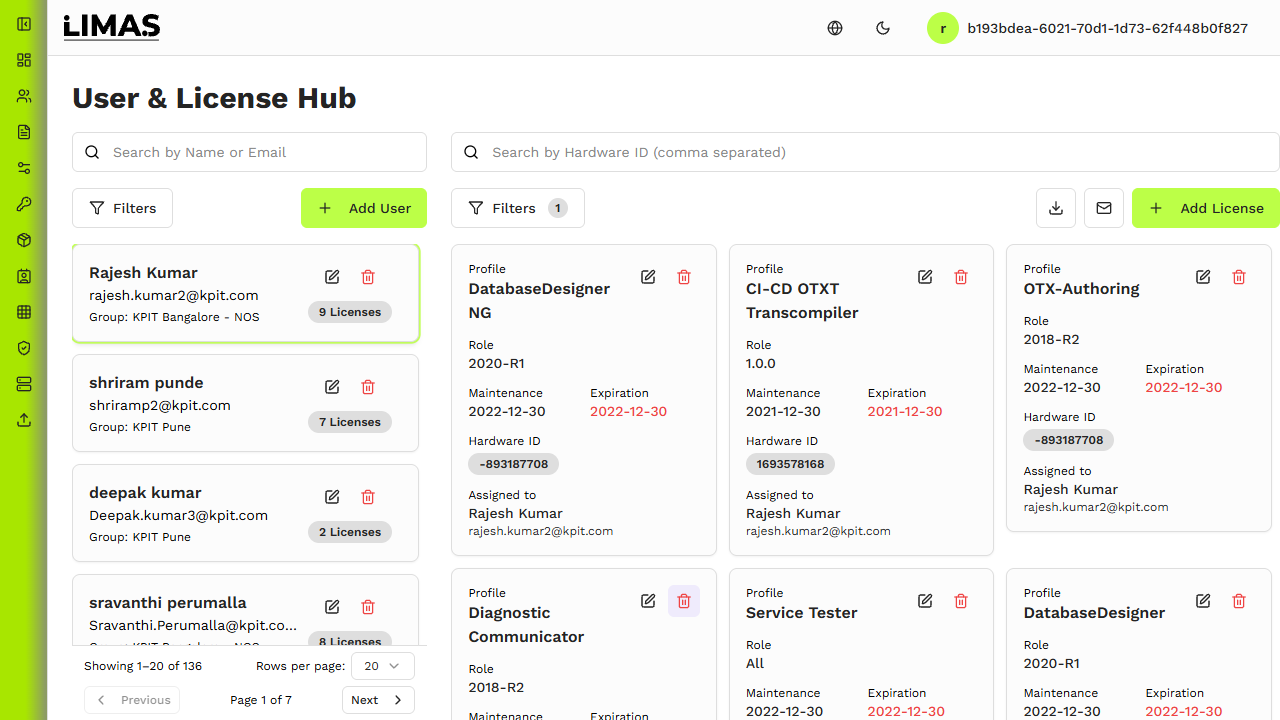 LIMAS
r
b193bdea-6021-70d1-1d73-62f448b0f827
User & License Hub
Search by Name or Email
Search by Hardware ID (comma separated)
Filters
Add User
Filters 1
Add License
Rajesh Kumar
rajesh.kumar2@kpit.com
Group: KPIT Bangalore - NOS
9 Licenses
shriram punde
shriramp2@kpit.com
Group: KPIT Pune
7 Licenses
deepak kumar
Deepak.kumar3@kpit.com
Group: KPIT Pune
2 Licenses
sravanthi perumalla
Sravanthi.Perumalla@kpit.co...
Group: KPIT Bangalore - NOS
8 Licenses
Showing 1–20 of 136
Rows per page: 20
Previous
Page 1 of 7
Next
Profile
DatabaseDesigner
NG
Role
2020-R1
Maintenance Expiration
2022-12-30 2022-12-30
Hardware ID
-893187708
Assigned to
Rajesh Kumar
rajesh.kumar2@kpit.com
Profile
CI-CD OTXT
Transcompiler
Role
1.0.0
Maintenance Expiration
2021-12-30 2021-12-30
Hardware ID
1693578168
Assigned to
Rajesh Kumar
rajesh.kumar2@kpit.com
Profile
OTX-Authoring
Role
2018-R2
Maintenance Expiration
2022-12-30 2022-12-30
Hardware ID
-893187708
Assigned to
Rajesh Kumar
rajesh.kumar2@kpit.com
Profile
Diagnostic
Communicator
Role
2018-R2
Maintenance Expiration
Profile
Service Tester
Role
All
Maintenance Expiration
2022-12-30 2022-12-30
Profile
DatabaseDesigner
Role
2020-R1
Maintenance Expiration
2022-12-30 2022-12-30